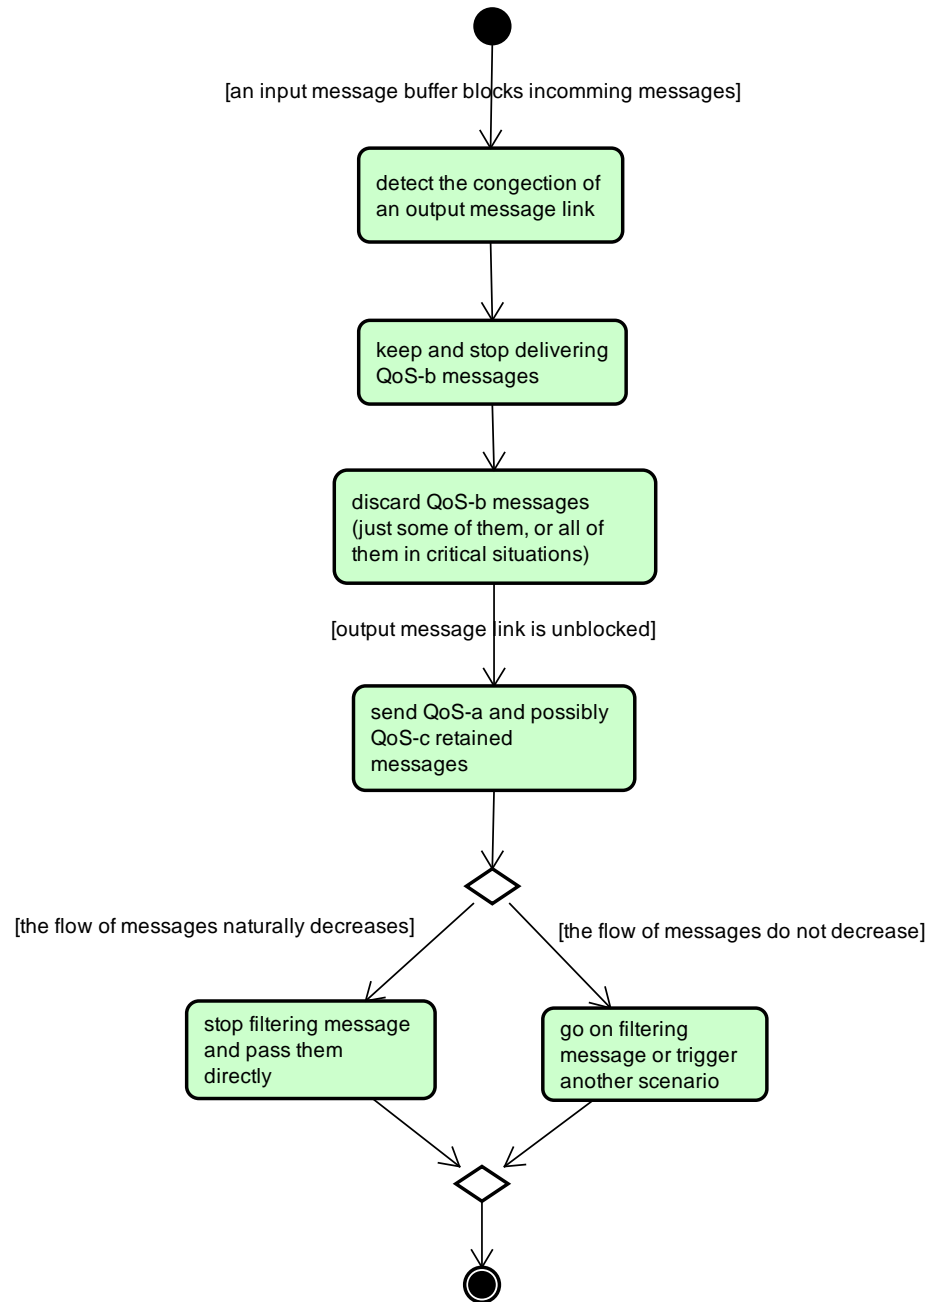 [an input message buffer blocks incomming messages]
detect the congection of
an output message link
keep and stop delivering
QoS-b messages
discard QoS-b messages
(just some of them, or all of
them in critical situations)
[output message link is unblocked]
send QoS-a and possibly
QoS-c retained
messages
[the flow of messages naturally decreases]
[the flow of messages do not decrease]
stop filtering message
and pass them
directly
go on filtering
message or trigger
another scenario